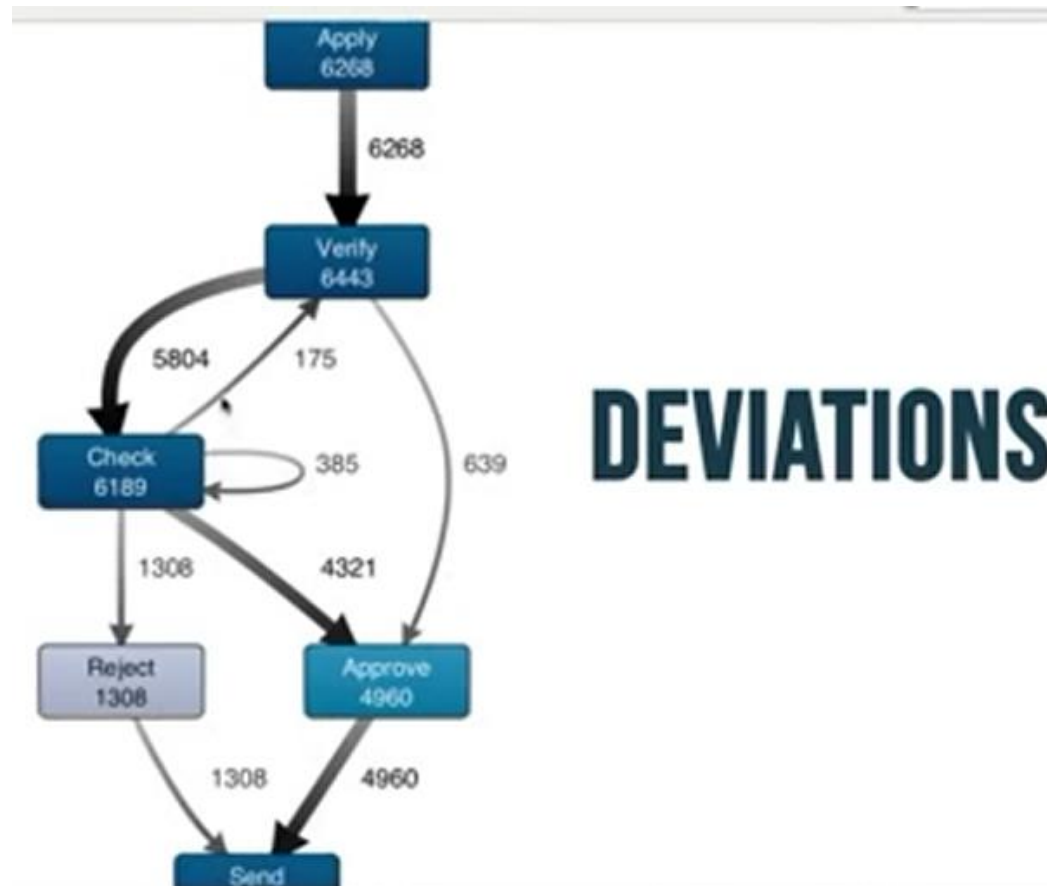 Apply
6268
6268
Verify
6443
5804
175
Check
6189
385
639
DEVIATIONS
1308
4321
Reject
1308
Approve
4960
1308
4960
Send